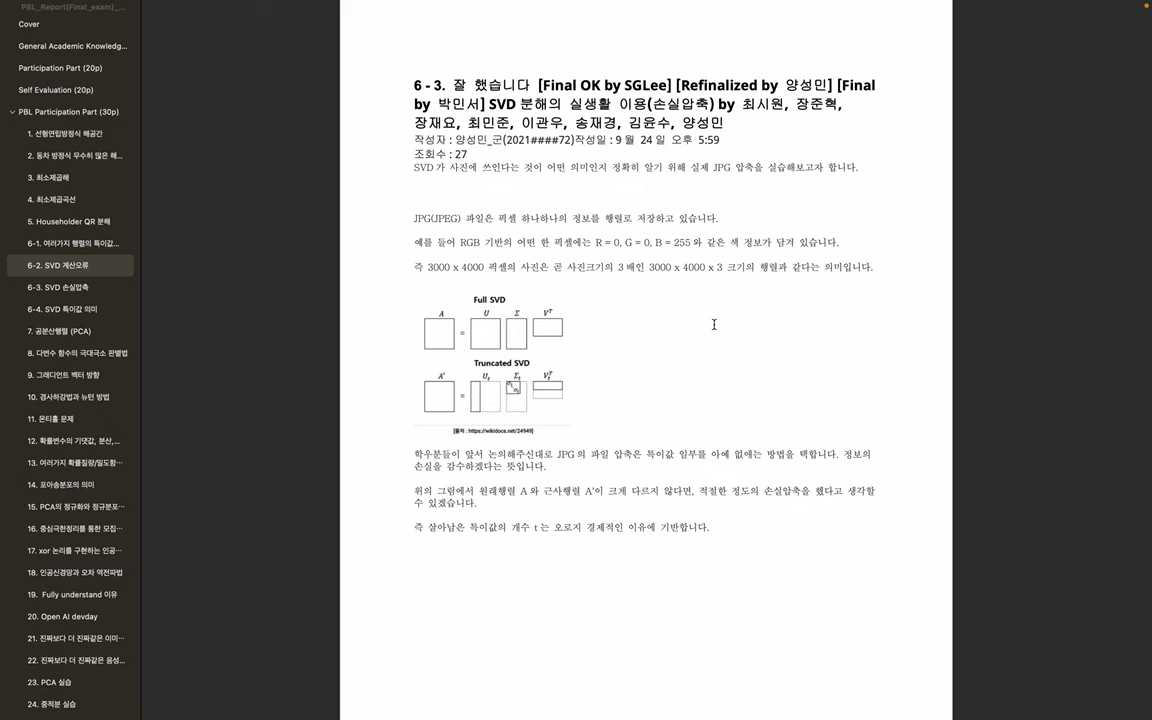 PBL_Report(Final_exam)_...
Cover
General Academic Knowledg...
Participation Part (20p)
Self Evaluation (20p)
PBL Participation Part (30p)
1. 선형연립방정식 해공간
2. 동차 방정식 무수히 많은 해...
3. 최소제곱해
4. 최소제곱곡선
5. Householder QR 분해
6-1. 여러가지 행렬의 특이값...
6-2. SVD 계산오류
6-3. SVD 손실압축
6-4. SVD 특이값 의미
7. 공분산행렬 (PCA)
8. 다변수 함수의 극대극소 판별법
9. 그래디언트 벡터 방향
10. 경사하강법과 뉴턴 방법
11. 몬티홀 문제
12. 확률변수의 기댓값, 분산,...
13. 여러가지 확률질량/밀도함...
14. 포아송분포의 의미
15. PCA의 정규화와 정규분포...
16. 중심극한정리를 통한 모집...
17. xor 논리를 구현하는 인공...
18. 인공신경망과 오차 역전파법
19. Fully understand 이유
20. Open AI devday
21. 진짜보다 더 진짜같은 이미...
22. 진짜보다 더 진짜같은 음성...
23. PCA 실습
24. 중적분 실습
6 - 3. 잘 했습니다 [Final OK by SGLee] [Refinalized by 양성민] [Final
by 박민서] SVD 분해의 실생활 이용(손실압축) by 최시원, 장준혁,
장재요, 최민준, 이관우, 송재경, 김윤수, 양성민
작성자 : 양성민_군(2021####72)작성일 : 9 월 24 일 오후 5:59
조회수 : 27
SVD 가 사진에 쓰인다는 것이 어떤 의미인지 정확히 알기 위해 실제 JPG 압축을 실습해보고자 합니다.
JPG(JPEG) 파일은 픽셀 하나하나의 정보를 행렬로 저장하고 있습니다.
예를 들어 RGB 기반의 어떤 한 픽셀에는 R = 0, G = 0, B = 255 와 같은 색 정보가 담겨 있습니다.
즉 3000 x 4000 픽셀의 사진은 곧 사진크기의 3 배인 3000 x 4000 x 3 크기의 행렬과 같다는 의미입니다.
Full SVD
A U Σ Vᵀ
=
Truncated SVD
A' Uₜ Σₜ Vₜᵀ
=
[출처 : https://wikidocs.net/24949]
학우분들이 앞서 논의해주신대로 JPG 의 파일 압축은 특이값 일부를 아예 없애는 방법을 택합니다. 정보의
손실을 감수하겠다는 뜻입니다.
위의 그림에서 원래행렬 A 와 근사행렬 A'이 크게 다르지 않다면, 적절한 정도의 손실압축을 했다고 생각할
수 있겠습니다.
즉 살아남은 특이값의 개수 t 는 오로지 경제적인 이유에 기반합니다.